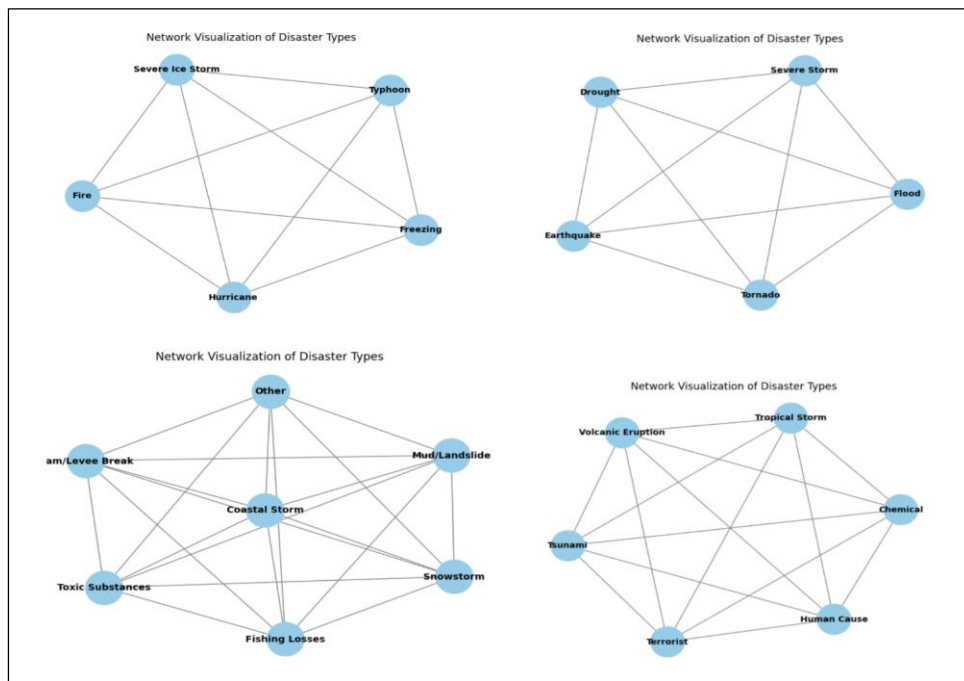 Network Visualization of Disaster Types
Severe Ice Storm
Typhoon
Fire
Freezing
Hurricane
Network Visualization of Disaster Types
Severe Storm
Drought
Flood
Earthquake
Tornado
Network Visualization of Disaster Types
Other
am/Levee Break
Mud/Landslide
Coastal Storm
Toxic Substances
Snowstorm
Fishing Losses
Network Visualization of Disaster Types
Tropical Storm
Volcanic Eruption
Chemical
Tsunami
Human Cause
Terrorist